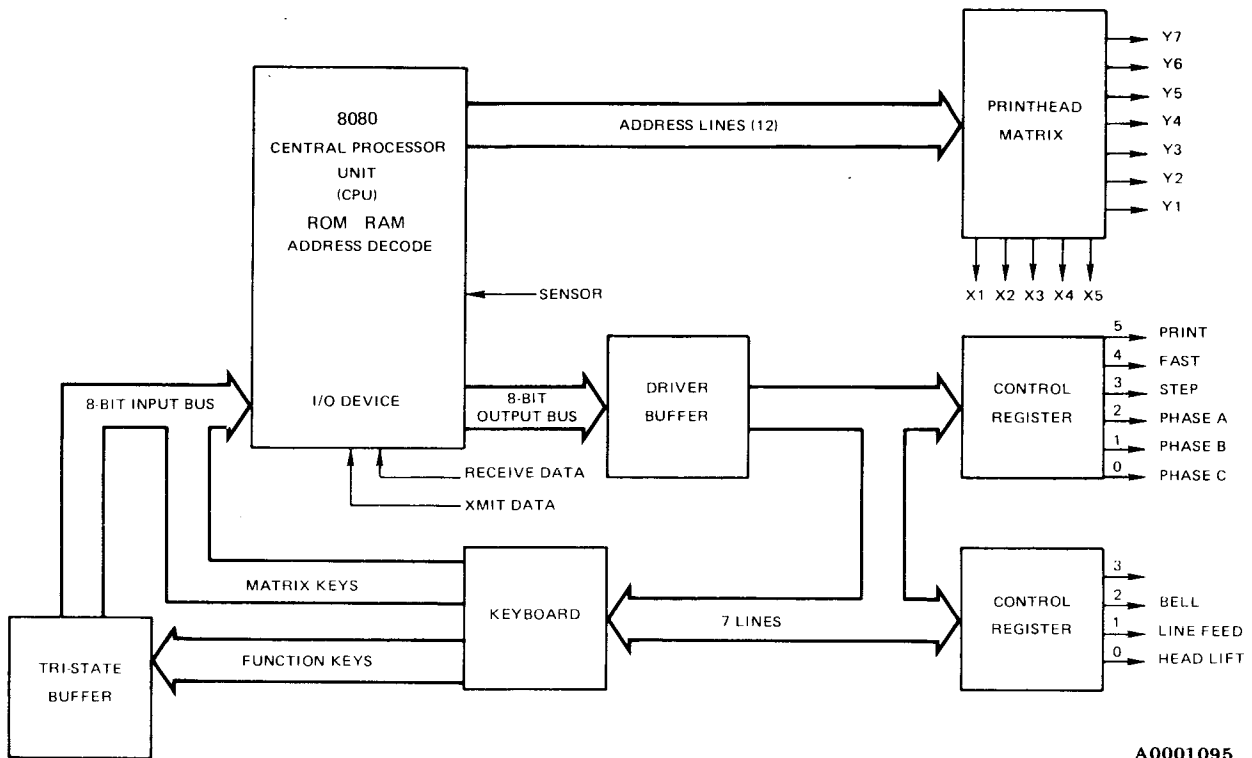 8080
CENTRAL PROCESSOR
UNIT
(CPU)
ROM RAM
ADDRESS DECODE
I/O DEVICE
ADDRESS LINES (12)
PRINTHEAD
MATRIX
Y7
Y6
Y5
Y4
Y3
Y2
Y1
X1 X2 X3 X4 X5
SENSOR
8-BIT INPUT BUS
8-BIT
OUTPUT BUS
DRIVER
BUFFER
CONTROL
REGISTER
5 PRINT
4 FAST
3 STEP
2 PHASE A
1 PHASE B
0 PHASE C
RECEIVE DATA
XMIT DATA
MATRIX KEYS
KEYBOARD
7 LINES
CONTROL
REGISTER
3
2 BELL
1 LINE FEED
0 HEAD LIFT
TRI-STATE
BUFFER
FUNCTION KEYS
A0001095